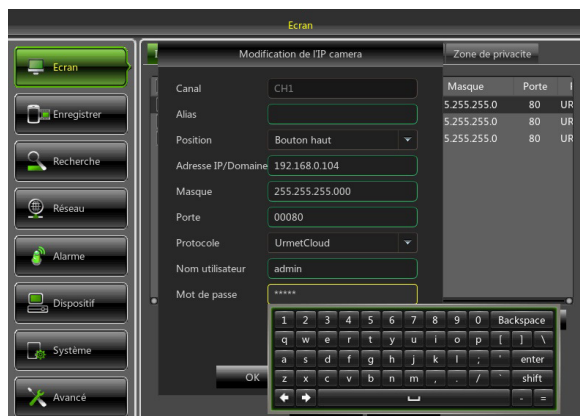 Ecran
Ecran
Enregistrer
Recherche
Réseau
Alarme
Dispositif
Système
Avancé
Modification de l'IP camera
Zone de privacite
Canal CH1
Alias
Position Bouton haut
Adresse IP/Domaine 192.168.0.104
Masque 255.255.255.000
Porte 00080
Protocole UrmetCloud
Nom utilisateur admin
Mot de passe *****
OK
Masque Porte
5.255.255.0 80 UR
5.255.255.0 80 UR
5.255.255.0 80 UR
1 2 3 4 5 6 7 8 9 0 Backspace
q w e r t y u i o p [ ] \
a s d f g h j k l ; ' enter
z x c v b n m , . / ` shift
- =